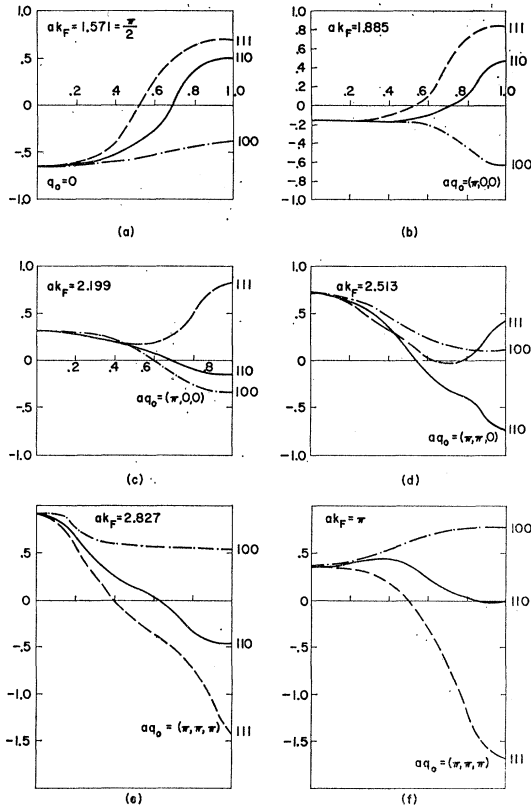 ak_F = 1.571 = π/2
1.0
.5
0
-.5
-1.0
.2 .4 .6 .8 1.0
111
110
100
q_0 = 0
(a)
ak_F = 1.885
1.0
.8
.6
.4
.2
0
-.2
-.4
-.6
-.8
-1.0
.2 .4 .6 .8 1.0
111
110
100
aq_0 = (π,0,0)
(b)
ak_F = 2.199
1.0
0.5
0
-0.5
-1.0
.2 .4 .6 .8
111
110
100
aq_0 = (π,0,0)
(c)
ak_F = 2.513
1.0
0.5
0
-0.5
-1.0
111
100
110
aq_0 = (π,π,0)
(d)
ak_F = 2.827
.5
0
-.5
-1.0
-1.5
100
110
111
aq_0 = (π,π,π)
(e)
ak_F = π
.5
0
-.5
-1.0
-1.5
100
110
111
aq_0 = (π,π,π)
(f)